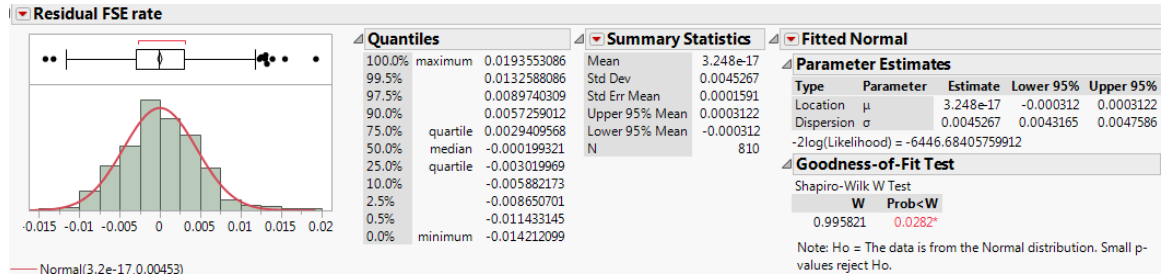 Residual FSE rate
-0.015 -0.01 -0.005 0 0.005 0.01 0.015 0.02
Normal(3.2e-17,0.00453)
Quantiles
100.0% maximum 0.0193553086
99.5% 0.0132588086
97.5% 0.0089740309
90.0% 0.0057259012
75.0% quartile 0.0029409568
50.0% median -0.000199321
25.0% quartile -0.003019969
10.0% -0.005882173
2.5% -0.008650701
0.5% -0.011433145
0.0% minimum -0.014212099
Summary Statistics
Mean 3.248e-17
Std Dev 0.0045267
Std Err Mean 0.0001591
Upper 95% Mean 0.0003122
Lower 95% Mean -0.000312
N 810
Fitted Normal
Parameter Estimates
Type Parameter Estimate Lower 95% Upper 95%
Location μ 3.248e-17 -0.000312 0.0003122
Dispersion σ 0.0045267 0.0043165 0.0047586
-2log(Likelihood) = -6446.68405759912
Goodness-of-Fit Test
Shapiro-Wilk W Test
W Prob<W
0.995821 0.0282*
Note: Ho = The data is from the Normal distribution. Small p-
values reject Ho.